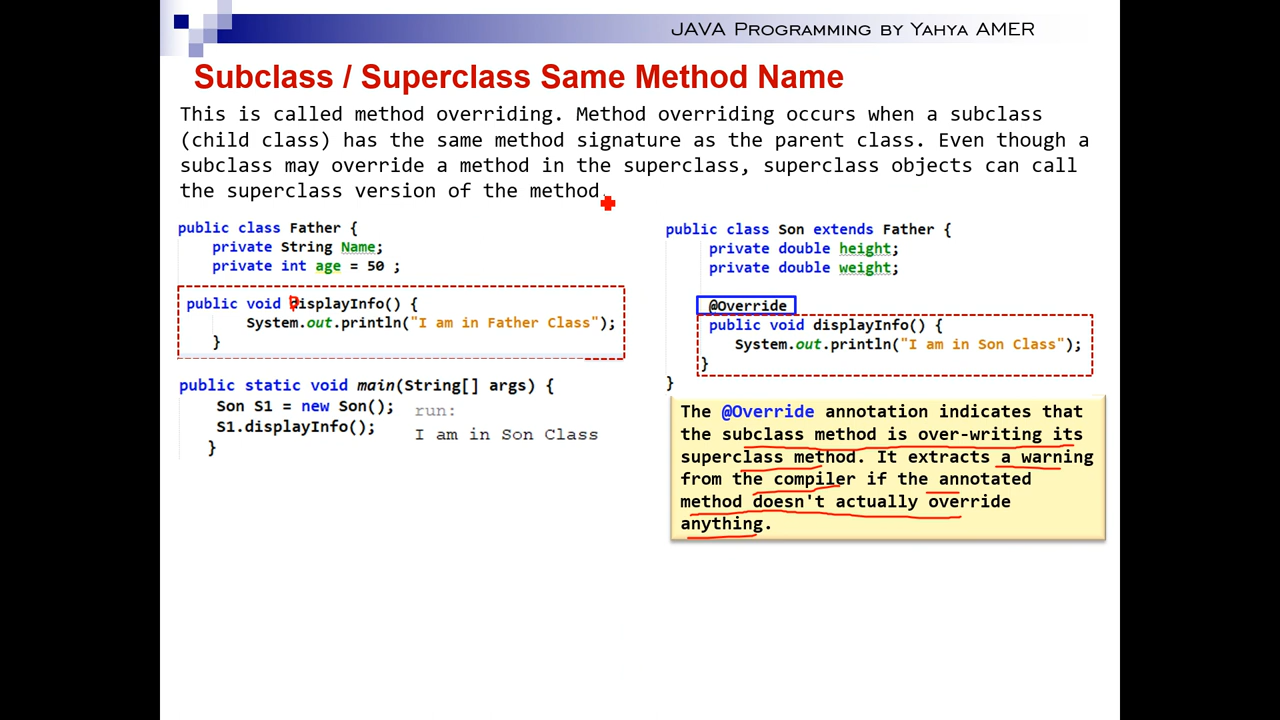 JAVA Programming by Yahya AMER
Subclass / Superclass Same Method Name
This is called method overriding. Method overriding occurs when a subclass
(child class) has the same method signature as the parent class. Even though a
subclass may override a method in the superclass, superclass objects can call
the superclass version of the method.
public class Father {
private String Name;
private int age = 50 ;
public void displayInfo() {
System.out.println("I am in Father Class");
}
public static void main(String[] args) {
Son S1 = new Son();
S1.displayInfo();
}
run:
I am in Son Class
public class Son extends Father {
private double height;
private double weight;
@Override
public void displayInfo() {
System.out.println("I am in Son Class");
}
}
The @Override annotation indicates that
the subclass method is over-writing its
superclass method. It extracts a warning
from the compiler if the annotated
method doesn't actually override
anything.